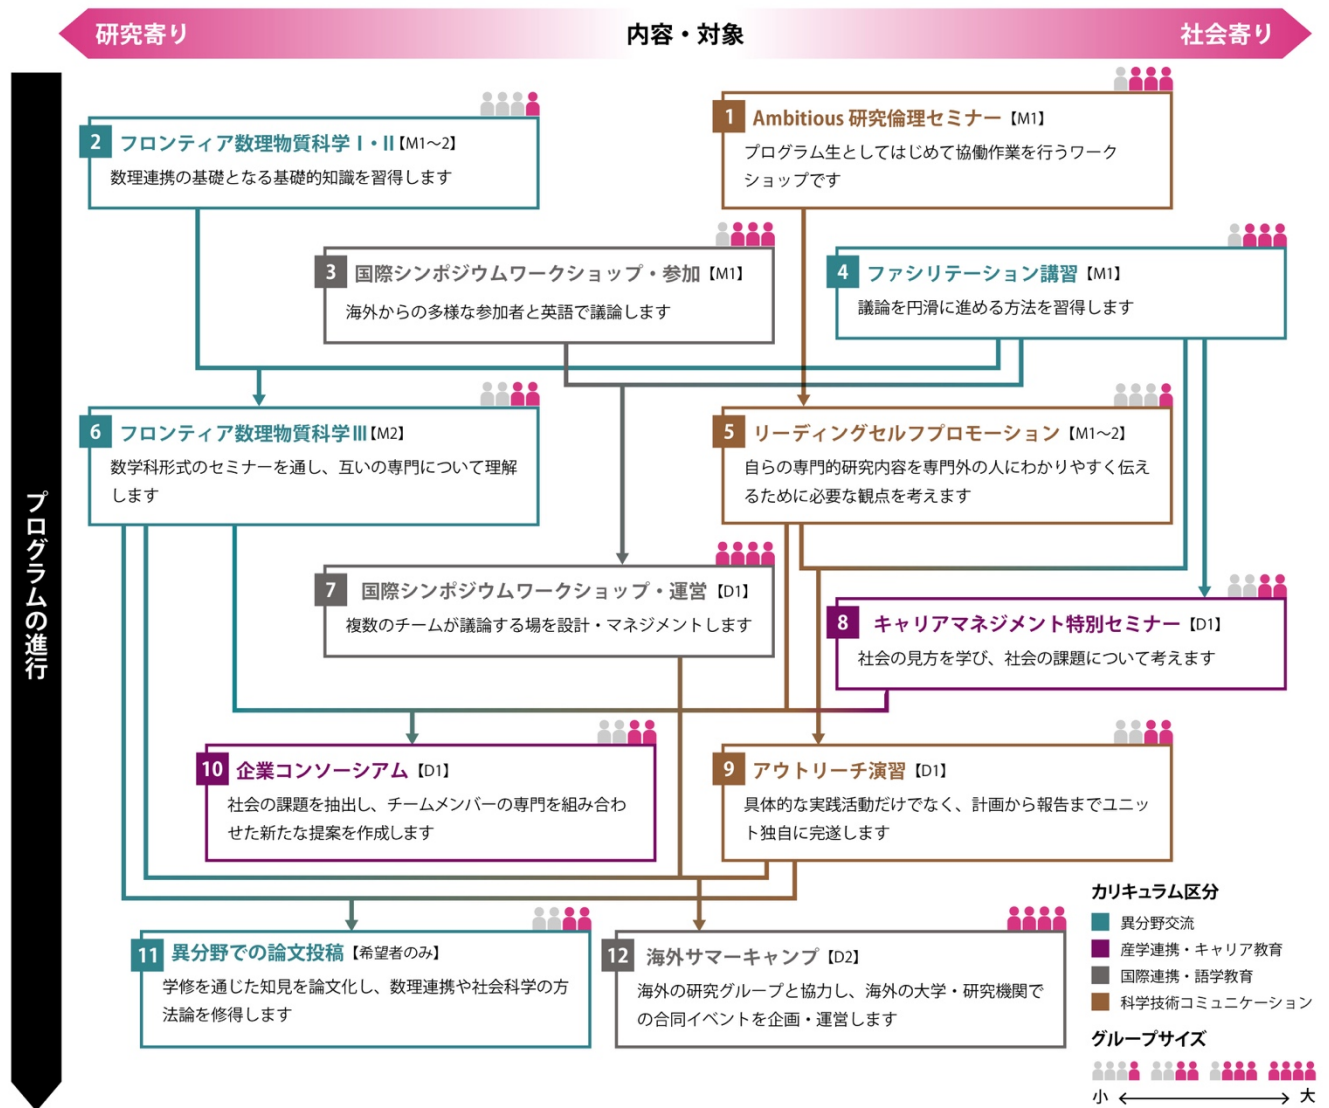 研究寄り
内容・対象
社会寄り
プログラムの進行
1 Ambitious 研究倫理セミナー【M1】
プログラム生としてはじめて協働作業を行うワーク
ショップです
2 フロンティア数理物質科学 I・II【M1～2】
数理連携の基礎となる基礎的知識を習得します
3 国際シンポジウムワークショップ・参加【M1】
海外からの多様な参加者と英語で議論します
4 ファシリテーション講習【M1】
議論を円滑に進める方法を習得します
6 フロンティア数理物質科学Ⅲ【M2】
数学科形式のセミナーを通し、互いの専門について理解
します
5 リーディングセルフプロモーション【M1～2】
自らの専門的研究内容を専門外の人にわかりやすく伝え
るために必要な観点を考えます
7 国際シンポジウムワークショップ・運営【D1】
複数のチームが議論する場を設計・マネジメントします
8 キャリアマネジメント特別セミナー【D1】
社会の見方を学び、社会の課題について考えます
10 企業コンソーシアム【D1】
社会の課題を抽出し、チームメンバーの専門を組み合わ
せた新たな提案を作成します
9 アウトリーチ演習【D1】
具体的な実践活動だけでなく、計画から報告までユニッ
ト独自に完遂します
11 異分野での論文投稿【希望者のみ】
学修を通じた知見を論文化し、数理連携や社会科学の方
法論を修得します
12 海外サマーキャンプ【D2】
海外の研究グループと協力し、海外の大学・研究機関で
の合同イベントを企画・運営します
カリキュラム区分
異分野交流
産学連携・キャリア教育
国際連携・語学教育
科学技術コミュニケーション
グループサイズ
小
大